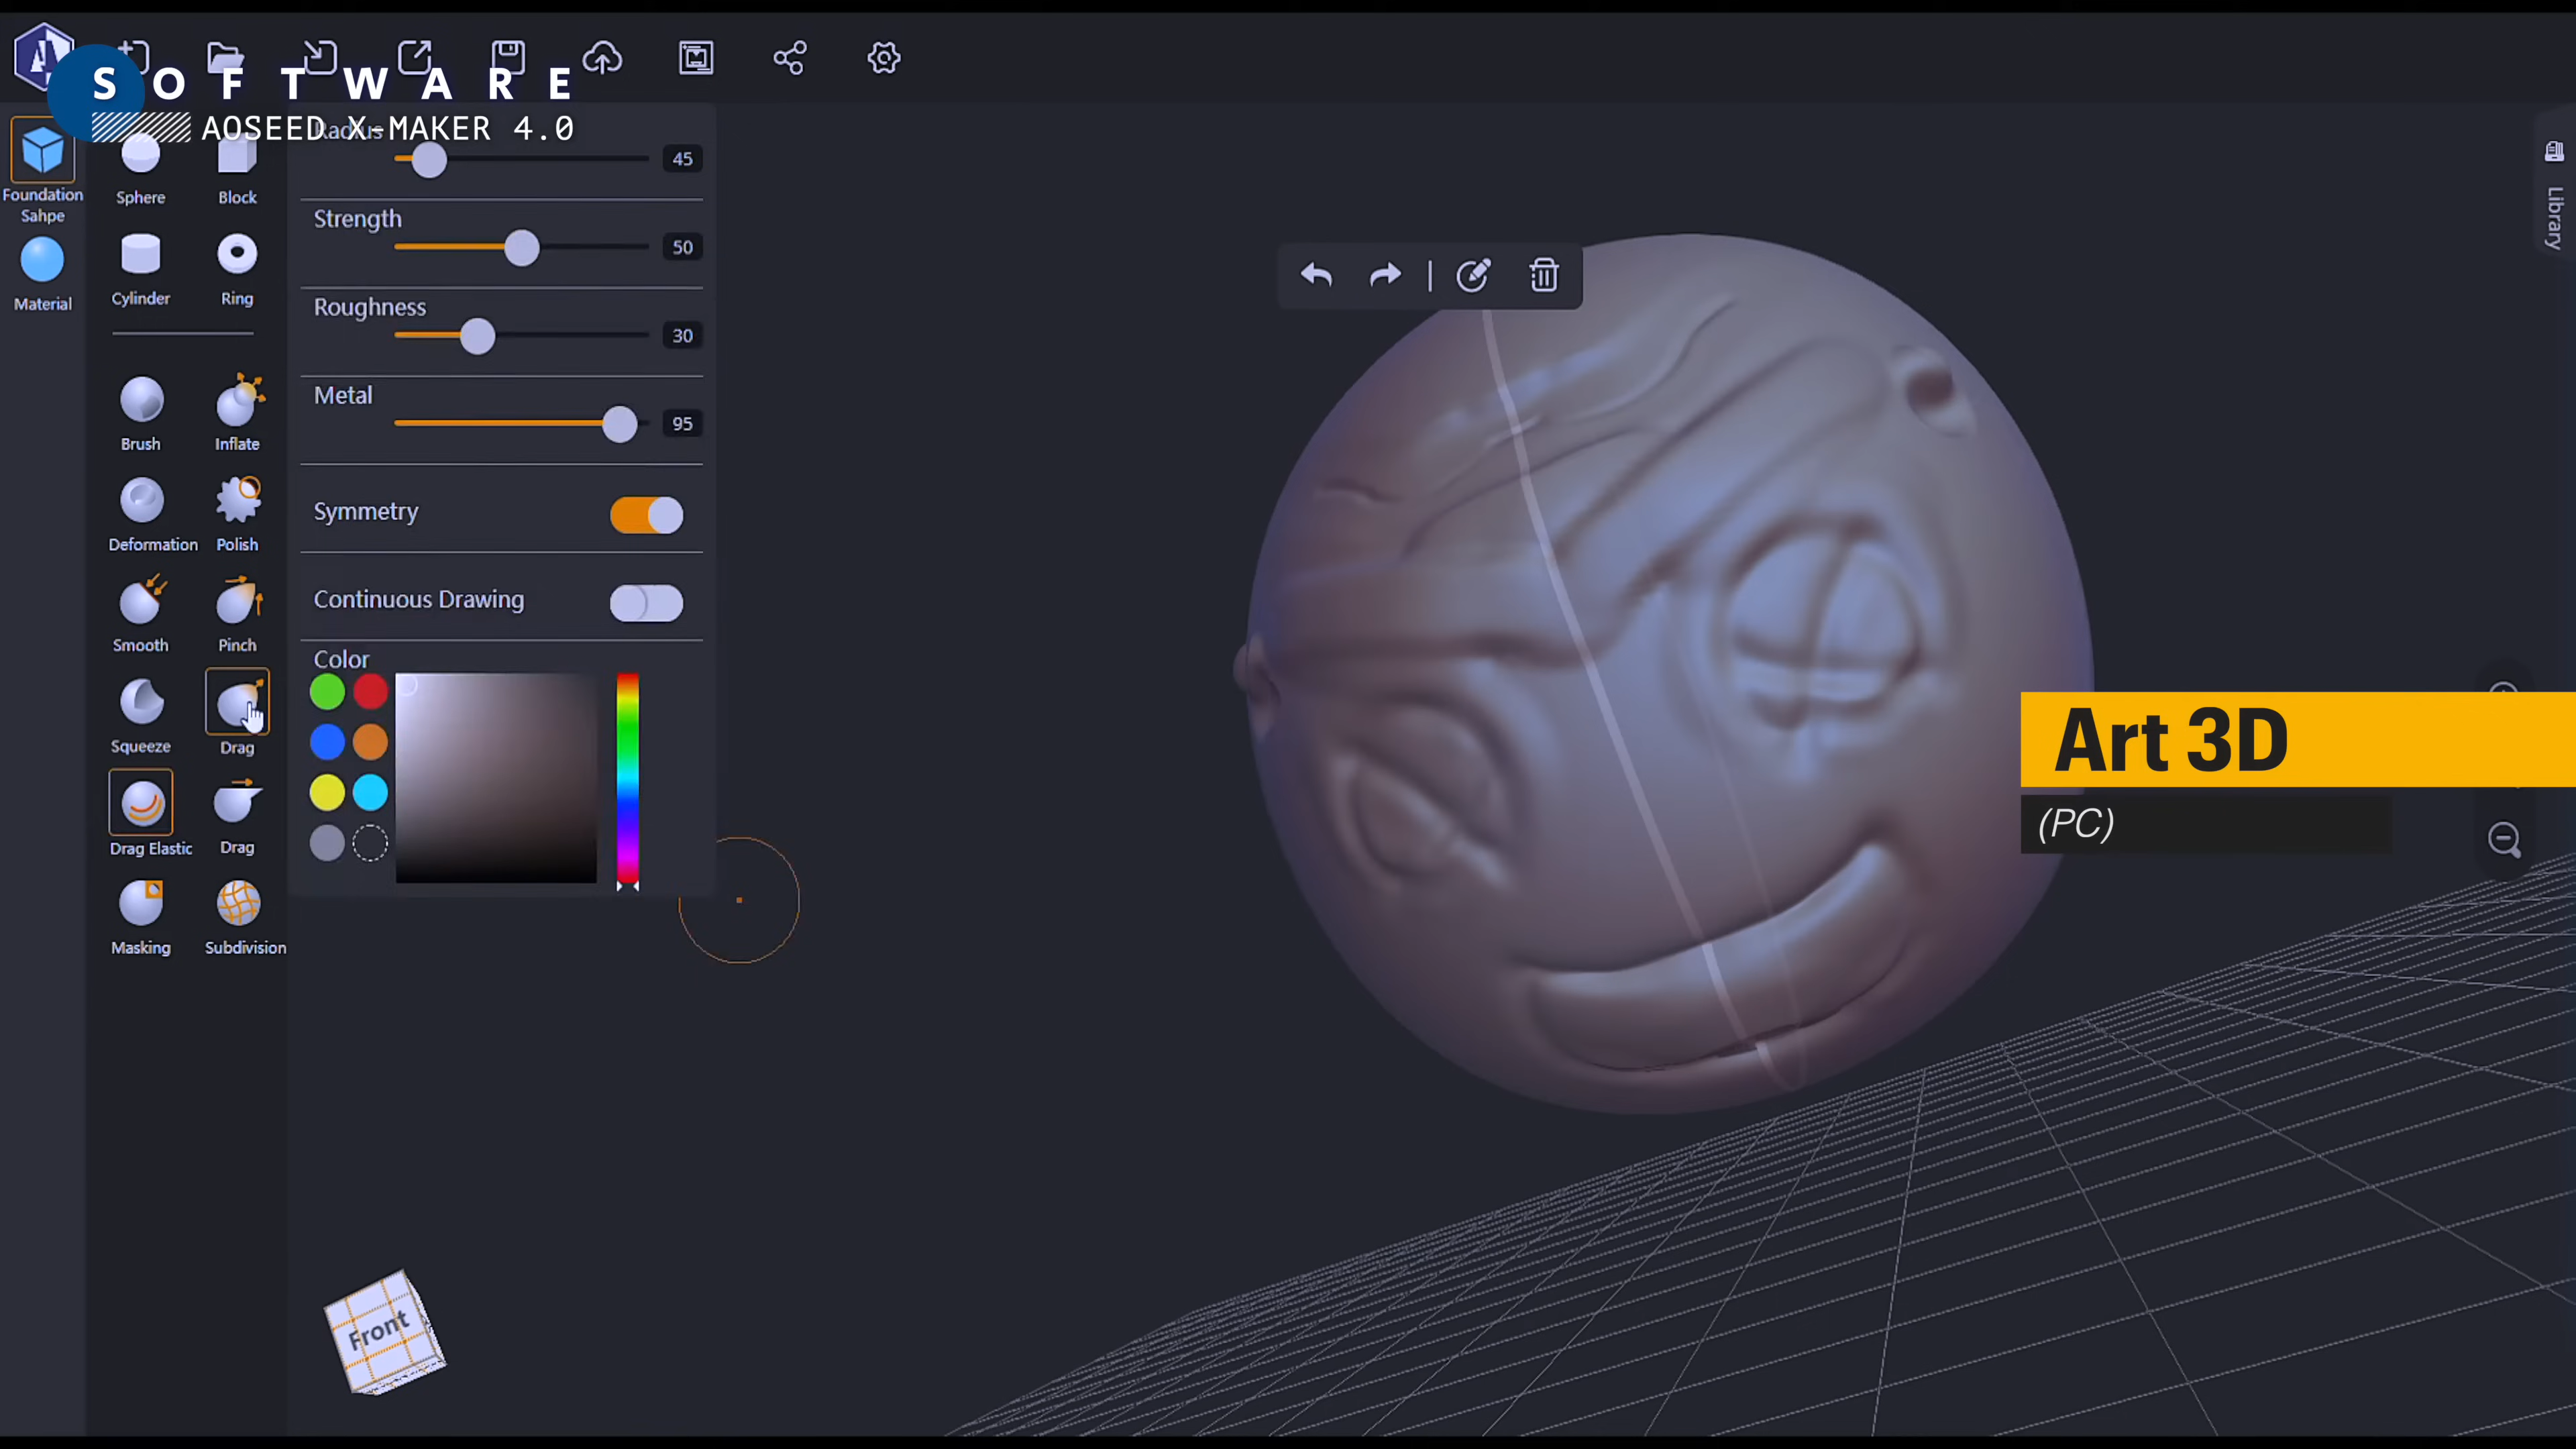 SOFTWARE
AOSEED X-MAKER 4.0
Foundation
Sahpe
Material
Sphere
Block
Cylinder
Ring
Brush
Inflate
Deformation
Polish
Smooth
Pinch
Squeeze
Drag
Drag Elastic
Drag
Masking
Subdivision
Radius
45
Strength
50
Roughness
30
Metal
95
Symmetry
Continuous Drawing
Color
Library
Art 3D
(PC)
Front